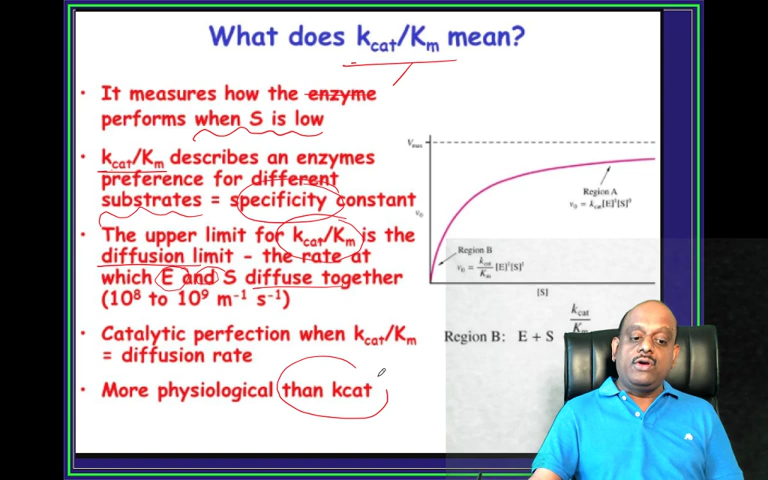 What does kcat/Km mean?
• It measures how the enzyme
performs when S is low
• kcat/Km describes an enzymes
preference for different
substrates = specificity constant
• The upper limit for kcat/Km is the
diffusion limit - the rate at
which E and S diffuse together
(10⁸ to 10⁹ m⁻¹ s⁻¹)
• Catalytic perfection when kcat/Km
= diffusion rate
• More physiological than kcat
Vmax
v₀
Region A
v₀ = kcat[E]¹[S]⁰
Region B
v₀ = kcat/Km [E]¹[S]¹
[S]
Region B: E + S kcat